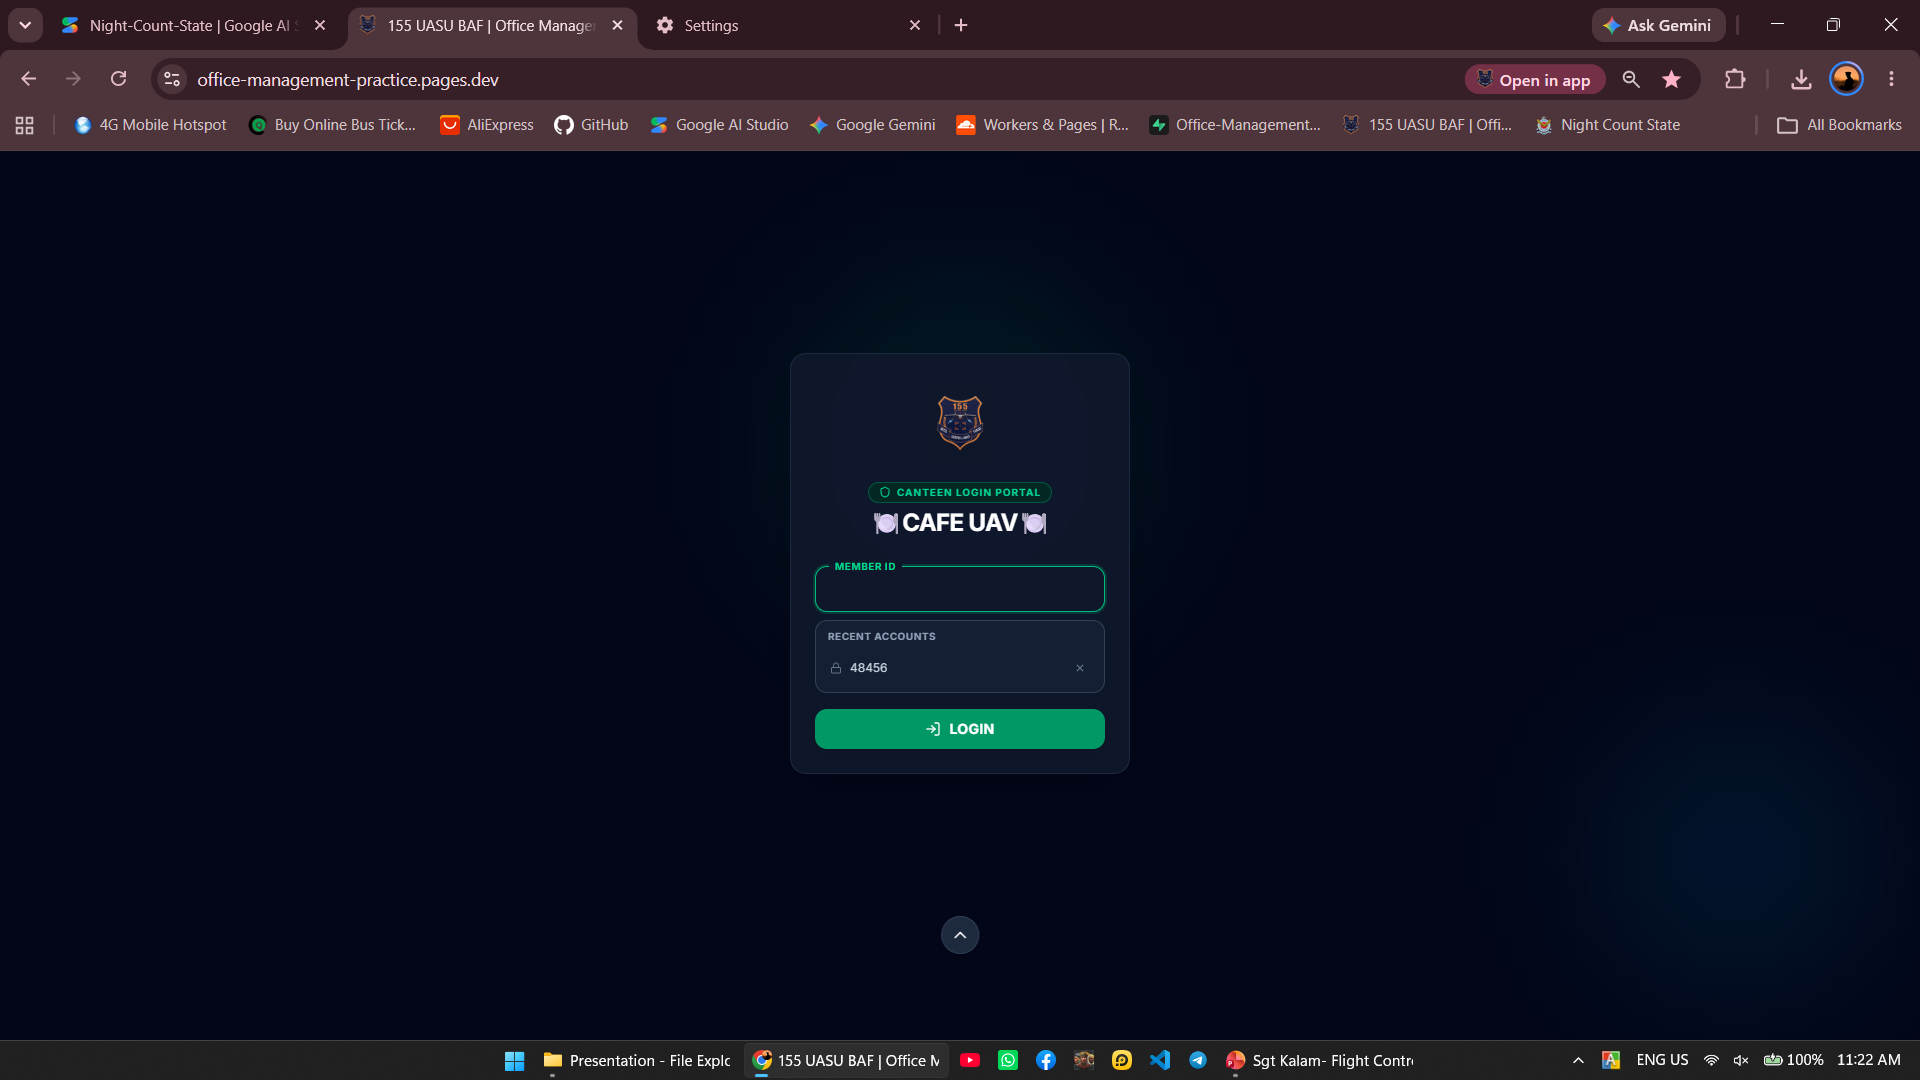 Night-Count-State | Google AI S
155 UASU BAF | Office Manage
Settings
Ask Gemini
office-management-practice.pages.dev
Open in app
4G Mobile Hotspot
Buy Online Bus Tick...
AliExpress
GitHub
Google AI Studio
Google Gemini
Workers & Pages | R...
Office-Management...
155 UASU BAF | Offi...
Night Count State
All Bookmarks
155
CANTEEN LOGIN PORTAL
CAFE UAV
MEMBER ID
RECENT ACCOUNTS
48456
LOGIN
Presentation - File Explo
155 UASU BAF | Office M
Sgt Kalam- Flight Contr
ENG US
100%
11:22 AM